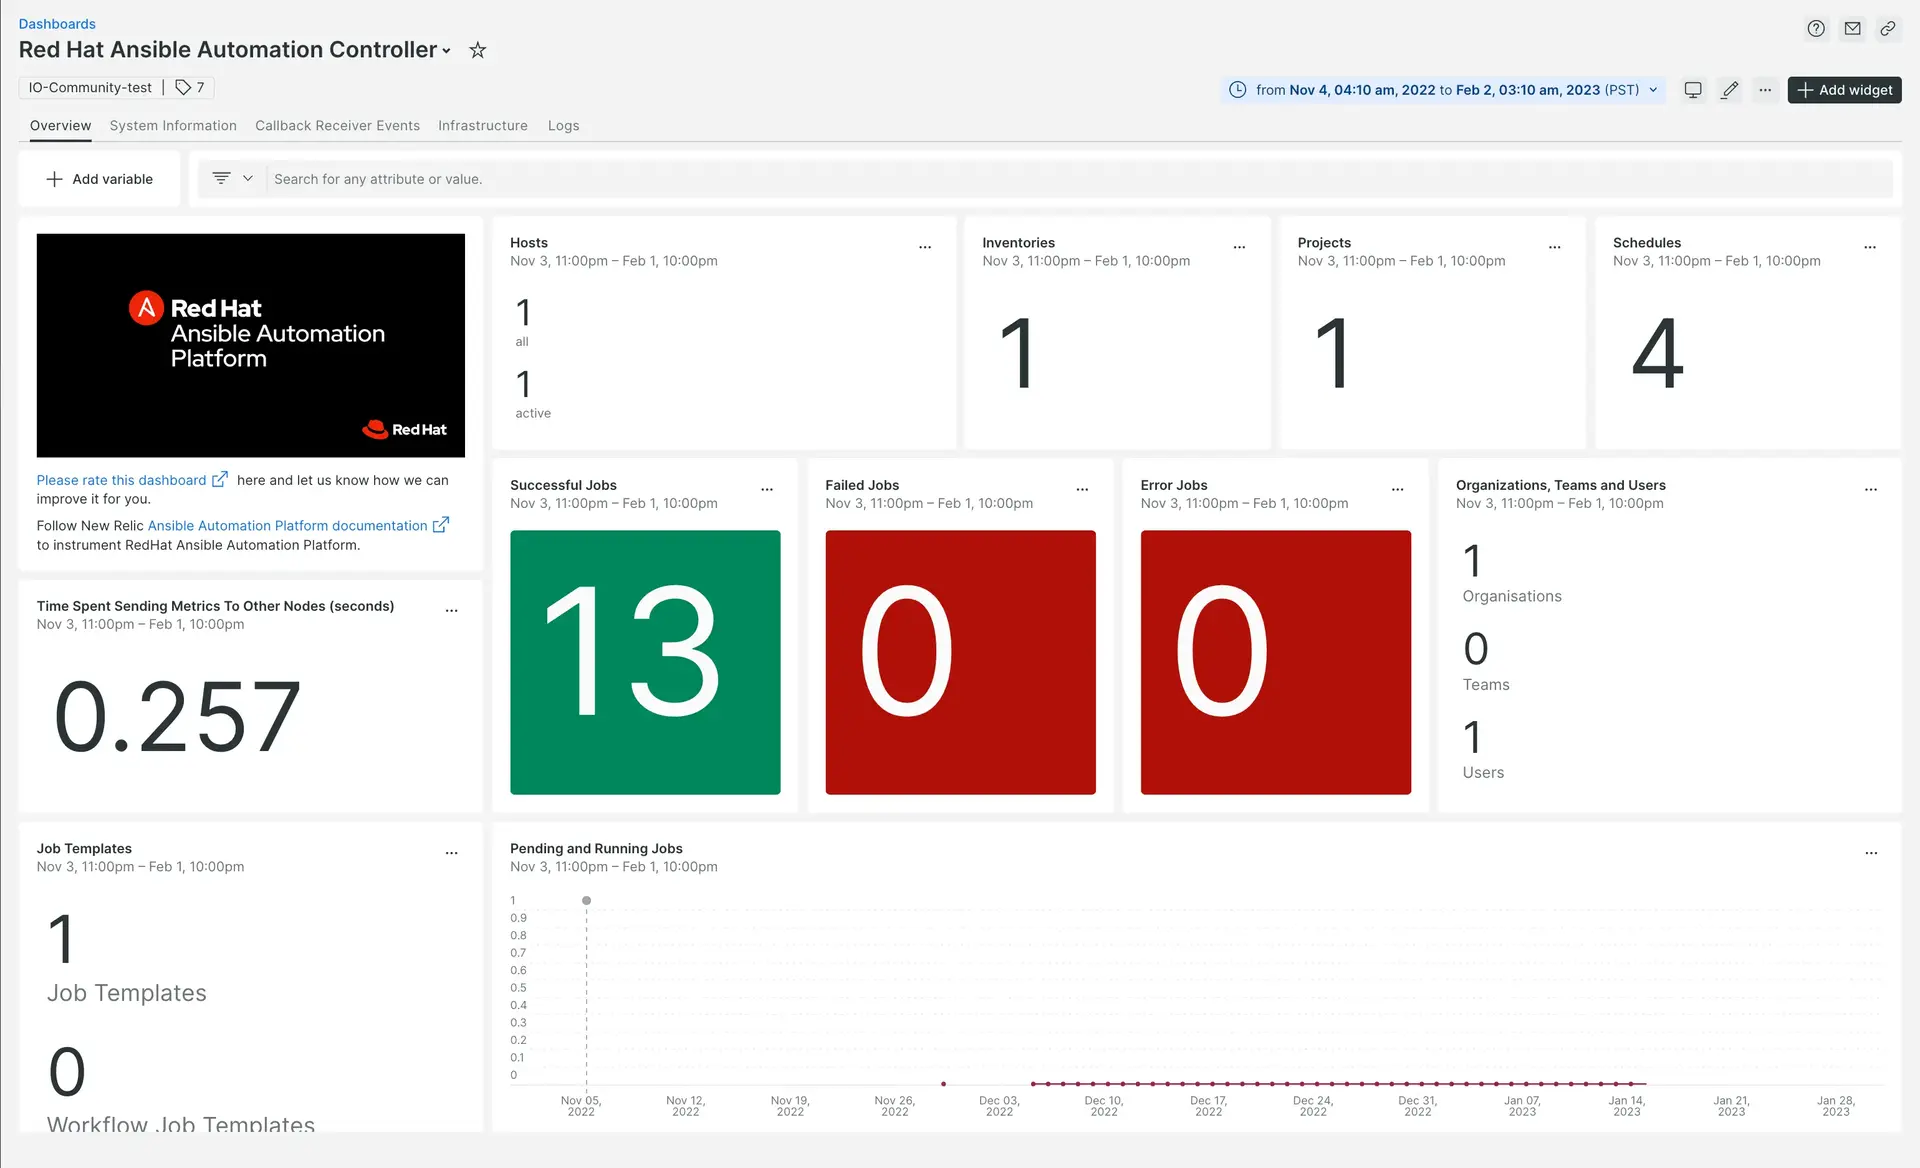 Dashboards
Red Hat Ansible Automation Controller
IO-Community-test | 7
from Nov 4, 04:10 am, 2022 to Feb 2, 03:10 am, 2023 (PST)
Add widget
Overview System Information Callback Receiver Events Infrastructure Logs
Add variable
Search for any attribute or value.
Red Hat
Ansible Automation
Platform
Red Hat
Please rate this dashboard here and let us know how we can
improve it for you.
Follow New Relic Ansible Automation Platform documentation
to instrument RedHat Ansible Automation Platform.
Hosts
Nov 3, 11:00pm – Feb 1, 10:00pm
1
all
1
active
Inventories
Nov 3, 11:00pm – Feb 1, 10:00pm
1
Projects
Nov 3, 11:00pm – Feb 1, 10:00pm
1
Schedules
Nov 3, 11:00pm – Feb 1, 10:00pm
4
Time Spent Sending Metrics To Other Nodes (seconds)
Nov 3, 11:00pm – Feb 1, 10:00pm
0.257
Successful Jobs
Nov 3, 11:00pm – Feb 1, 10:00pm
13
Failed Jobs
Nov 3, 11:00pm – Feb 1, 10:00pm
0
Error Jobs
Nov 3, 11:00pm – Feb 1, 10:00pm
0
Organizations, Teams and Users
Nov 3, 11:00pm – Feb 1, 10:00pm
1
Organisations
0
Teams
1
Users
Job Templates
Nov 3, 11:00pm – Feb 1, 10:00pm
1
Job Templates
0
Workflow Job Templates
Pending and Running Jobs
Nov 3, 11:00pm – Feb 1, 10:00pm
1
0.9
0.8
0.7
0.6
0.5
0.4
0.3
0.2
0.1
0
Nov 05, Nov 12, Nov 19, Nov 26, Dec 03, Dec 10, Dec 17, Dec 24, Dec 31, Jan 07, Jan 14, Jan 21, Jan 28,
2022 2022 2022 2022 2022 2022 2022 2022 2022 2023 2023 2023 2023